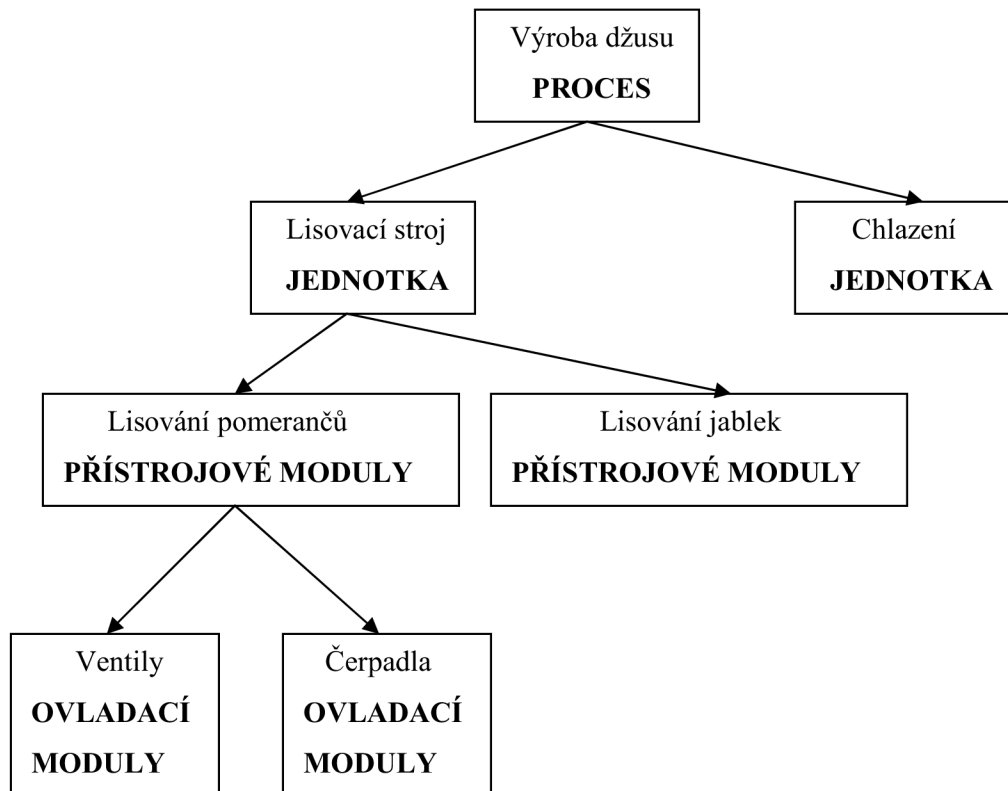 Výroba džusu
PROCES
Lisovací stroj
JEDNOTKA
Chlazení
JEDNOTKA
Lisování pomerančů
PŘÍSTROJOVÉ MODULY
Lisování jablek
PŘÍSTROJOVÉ MODULY
Ventily
OVLADACÍ
MODULY
Čerpadla
OVLADACÍ
MODULY